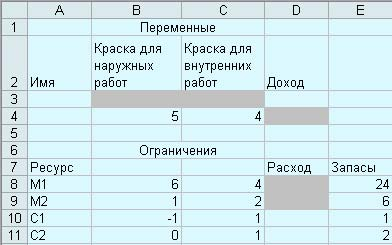 A B C D E
1 Переменные
Краска для Краска для
наружных внутренних
2 Имя работ работ Доход
3
4 5 4
5
6 Ограничения
7 Ресурс Расход Запасы
8 М1 6 4 24
9 М2 1 2 6
10 С1 -1 1 1
11 С2 0 1 2